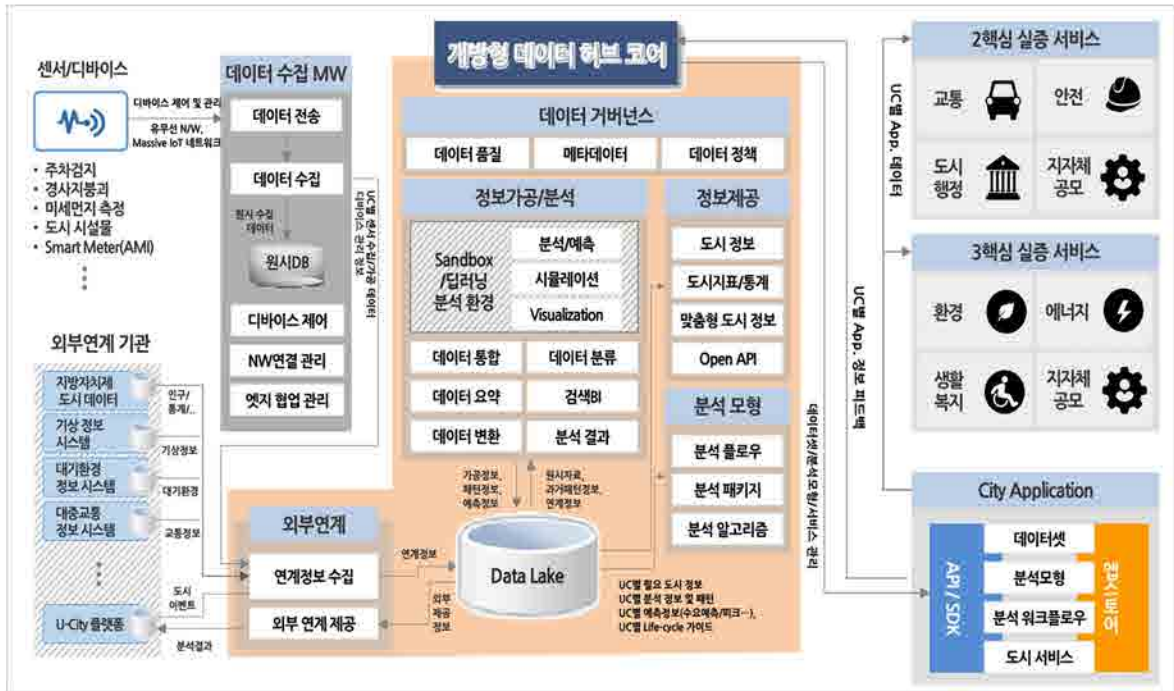 개방형 데이터 허브 코어
센서/디바이스
디바이스 제어 및 관리
유무선 N/W,
Massive IoT 네트워크
• 주차검지
• 경사지붕괴
• 미세먼지 측정
• 도시 시설물
• Smart Meter(AMI)
외부연계 기관
지방자치제
도시 데이터
기상 정보
시스템
대기환경
정보 시스템
대중교통
정보 시스템
U-City 플랫폼
인구/
통계/..
기상정보
대기환경
교통정보
도시
이벤트
분석결과
데이터 수집 MW
데이터 전송
데이터 수집
원시 수집
데이터
원시DB
디바이스 제어
NW연결 관리
엣지 협업 관리
UC별 센서 수집/가공 데이터
디바이스 관리 정보
데이터 거버넌스
데이터 품질
메타데이터
데이터 정책
정보가공/분석
Sandbox
/딥러닝
분석 환경
분석/예측
시뮬레이션
Visualization
데이터 통합
데이터 분류
데이터 요약
검색BI
데이터 변환
분석 결과
정보제공
도시 정보
도시지표/통계
맞춤형 도시 정보
Open API
분석 모형
분석 플로우
분석 패키지
분석 알고리즘
가공정보,
패턴정보,
예측정보
원시자료,
과거패턴정보,
연계정보
외부연계
연계정보 수집
외부 연계 제공
연계정보
외부
제공
정보
Data Lake
UC별 필요 도시 정보
UC별 분석 정보 및 패턴
UC별 예측정보(수요예측/피크…),
UC별 Life-cycle 가이드
데이터셋/분석모형/서비스 관리
UC별 App. 정보 피드백
UC별 App. 데이터
2핵심 실증 서비스
교통
안전
도시
행정
지자체
공모
3핵심 실증 서비스
환경
에너지
생활
복지
지자체
공모
City Application
API / SDK
데이터셋
분석모형
분석 워크플로우
도시 서비스